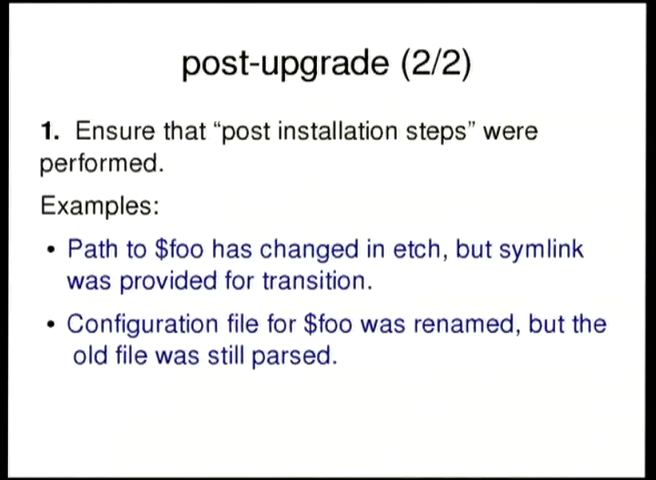 post-upgrade (2/2)
1. Ensure that “post installation steps” were
performed.
Examples:
• Path to $foo has changed in etch, but symlink
was provided for transition.
• Configuration file for $foo was renamed, but the
old file was still parsed.